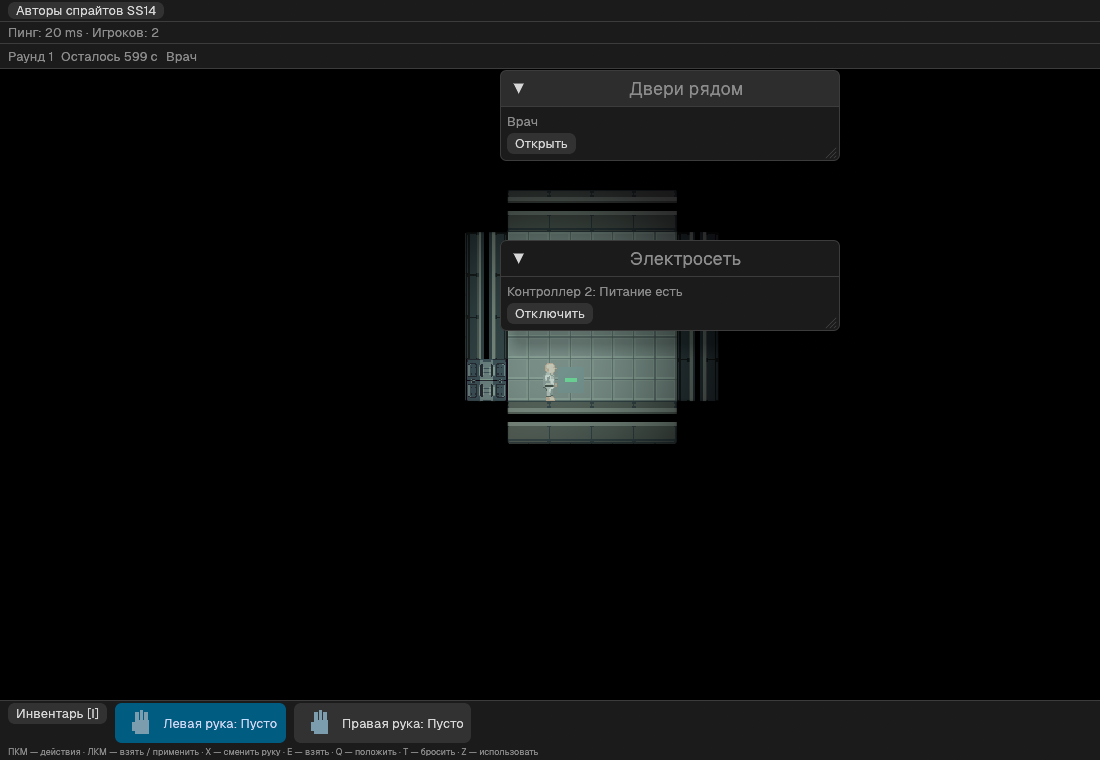 Авторы спрайтов SS14
Пинг: 20 ms · Игроков: 2
Раунд 1 Осталось 599 с Врач
▼ Двери рядом
Врач
Открыть
▼ Электросеть
Контроллер 2: Питание есть
Отключить
Инвентарь [I]
Левая рука: Пусто
Правая рука: Пусто
ПКМ — действия · ЛКМ — взять / применить · X — сменить руку · E — взять · Q — положить · T — бросить · Z — использовать